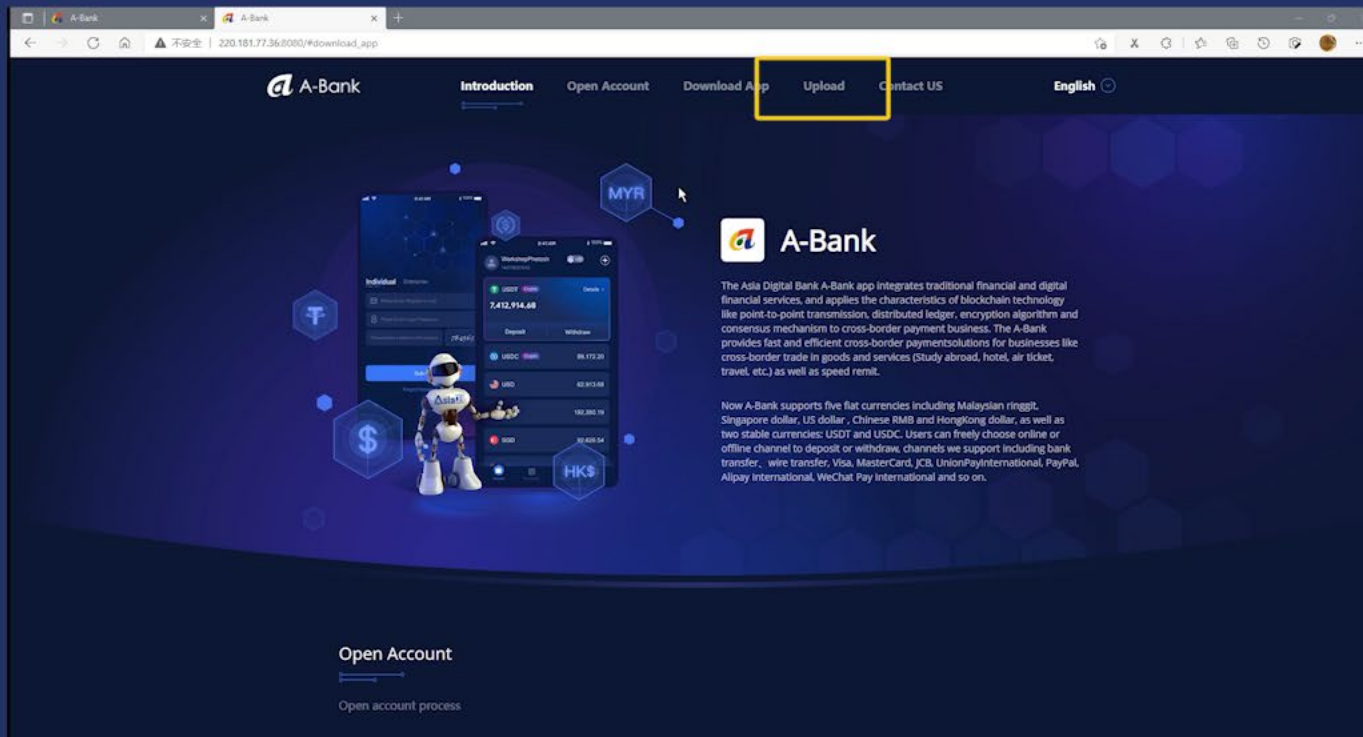 A-Bank
A-Bank
不安全 | 220.181.77.36:8080/#download_app
A-Bank
Introduction
Open Account
Download App
Upload
Contact US
English
MYR
A-Bank
The Asia Digital Bank A-Bank app integrates traditional financial and digital
financial services, and applies the characteristics of blockchain technology
like point-to-point transmission, distributed ledger, encryption algorithm and
consensus mechanism to cross-border payment business. The A-Bank
provides fast and efficient cross-border paymentsolutions for businesses like
cross-border trade in goods and services (Study abroad, hotel, air ticket,
travel, etc.) as well as speed remit.
Now A-Bank supports five fiat currencies including Malaysian ringgit,
Singapore dollar, US dollar , Chinese RMB and HongKong dollar, as well as
two stable currencies: USDT and USDC. Users can freely choose online or
offline channel to deposit or withdraw, channels we support including bank
transfer、wire transfer, Visa, MasterCard, JCB, UnionPayInternational, PayPal,
Alipay International, WeChat Pay International and so on.
Individual
Enterprise
USDT
Details
7,412,914.68
Deposit
Withdraw
USDC
USD
SGD
$
HK$
Open Account
Open account process